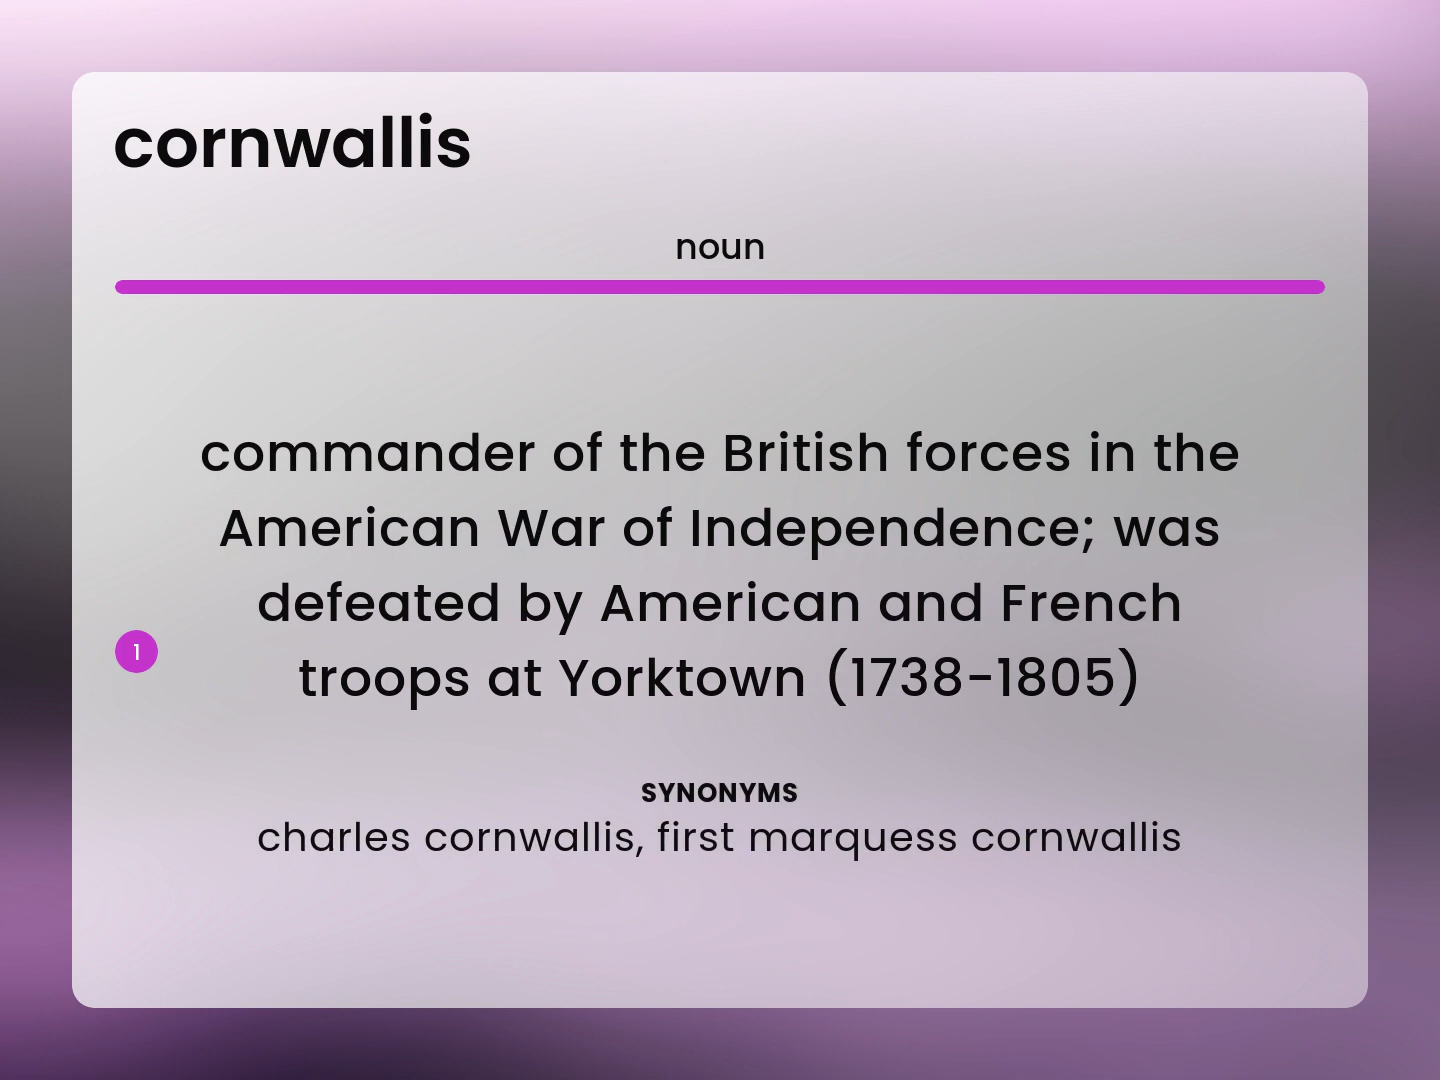 cornwallis
noun
commander of the British forces in the
American War of Independence; was
defeated by American and French
1
troops at Yorktown (1738-1805)
SYNONYMS
charles cornwallis, first marquess cornwallis